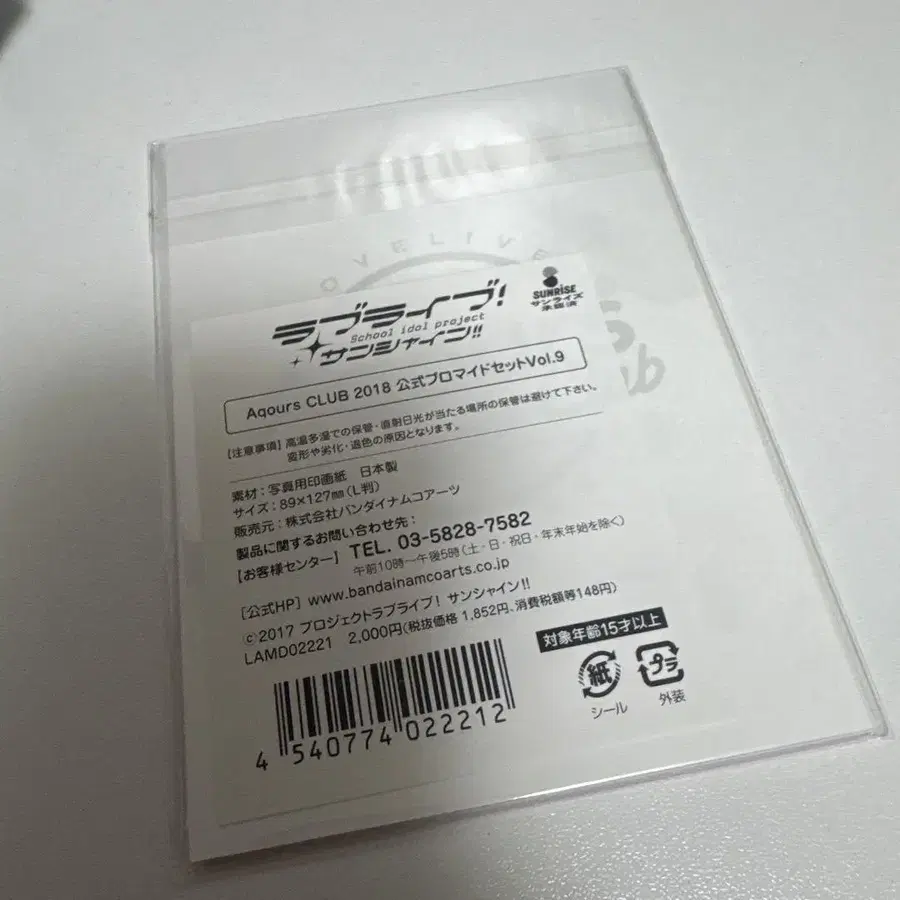 LOVELIVE
ラブライブ!
School idol project
サンシャイン!!
SUNRISE
サンライズ
承認済
Aqours CLUB 2018 公式ブロマイドセットVol.9
【注意事項】高温多湿での保管・直射日光が当たる場所の保管は避けて下さい。
変形や劣化・退色の原因となります。
素材:写真用印画紙 日本製
サイズ:89×127㎜(L判)
販売元:株式会社バンダイナムコアーツ
製品に関するお問い合わせ先:
【お客様センター】 TEL. 03-5828-7582
午前10時〜午後5時(土・日・祝日・年末年始を除く)
[公式HP] www.bandainamcoarts.co.jp
©2017 プロジェクトラブライブ! サンシャイン!!
LAMD02221 2,000円(税抜価格 1,852円、消費税額等148円)
対象年齢15才以上
紙
シール
プラ
外装
4 540774 022212